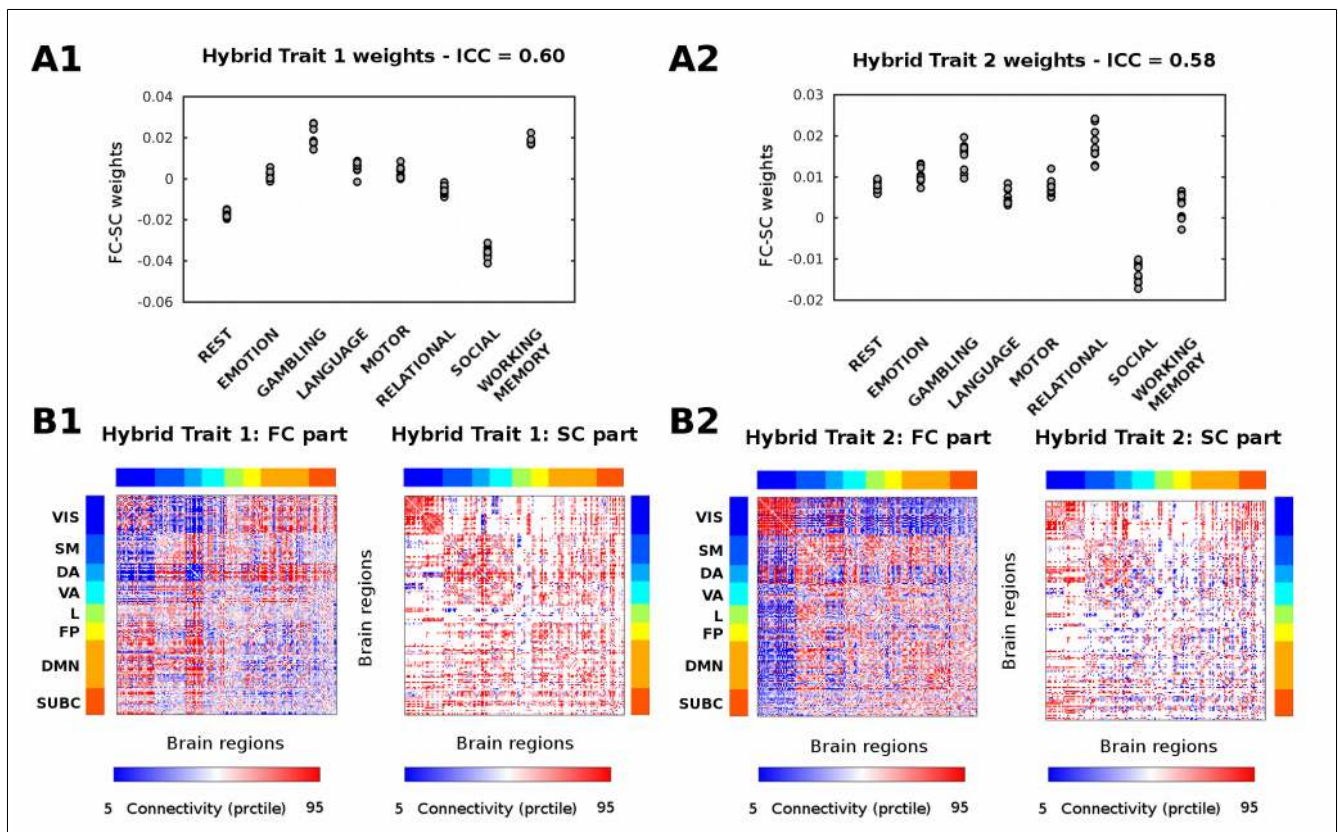 A1
Hybrid Trait 1 weights - ICC = 0.60
0.04
0.02
0
-0.02
-0.04
-0.06
FC-SC weights
REST
EMOTION
GAMBLING
LANGUAGE
MOTOR
RELATIONAL
SOCIAL
WORKING
MEMORY
A2
Hybrid Trait 2 weights - ICC = 0.58
0.03
0.02
0.01
0
-0.01
-0.02
FC-SC weights
REST
EMOTION
GAMBLING
LANGUAGE
MOTOR
RELATIONAL
SOCIAL
WORKING
MEMORY
B1
Hybrid Trait 1: FC part
Hybrid Trait 1: SC part
VIS
SM
DA
VA
L
FP
DMN
SUBC
Brain regions
Brain regions
5 Connectivity (prctile) 95
Brain regions
5 Connectivity (prctile) 95
B2
Hybrid Trait 2: FC part
Hybrid Trait 2: SC part
VIS
SM
DA
VA
L
FP
DMN
SUBC
Brain regions
Brain regions
5 Connectivity (prctile) 95
Brain regions
5 Connectivity (prctile) 95